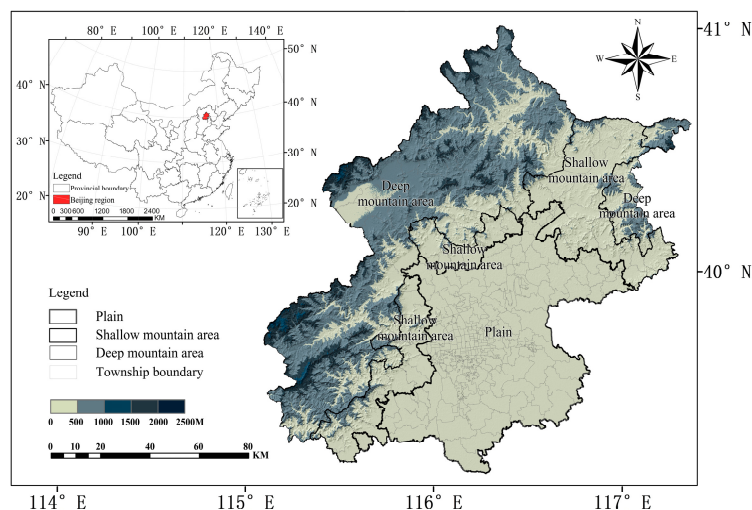 80° E
100° E
120° E
140° E
50° N
40° N
40° N
30° N
30° N
20° N
20° N
90° E
100° E
120° E
130° E
Legend
Provincial boundary
Beijing region
0 300600 1200 1800 2400
KM
N
W
E
S
41° N
40° N
Deep
mountain area
Shallow
mountain area
Deep
mountain area
Shallow
mountain area
Shallow
mountain area
Plain
Legend
Plain
Shallow mountain area
Deep mountain area
Township boundary
0 500 1000 1500 2000 2500M
0 10 20 40 60 80
KM
114° E
115° E
116° E
117° E